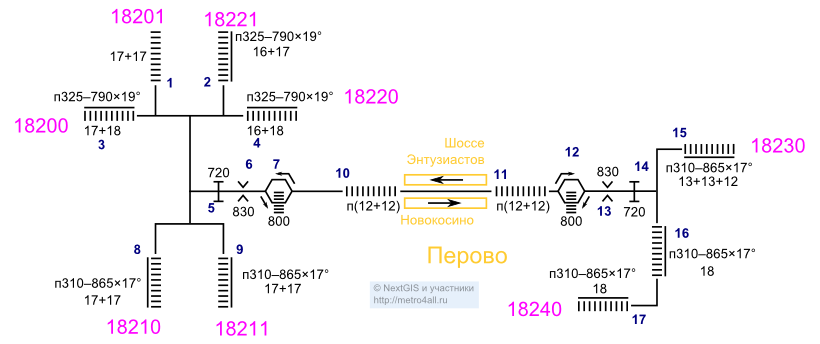 18201
18221
п325–790×19°
16+17
17+17
1
2
п325–790×19°
п325–790×19°
18220
18200
17+18
16+18
3
4
Шоссе
Энтузиастов
15
18230
п310–865×17°
13+13+12
720
6
7
10
11
12
830
14
5
830
800
п(12+12)
п(12+12)
800
13
720
Новокосино
Перово
8
9
п310–865×17°
17+17
п310–865×17°
17+17
16
п310–865×17°
18
© NextGIS и участники
http://metro4all.ru
п310–865×17°
18
18240
17
18210
18211